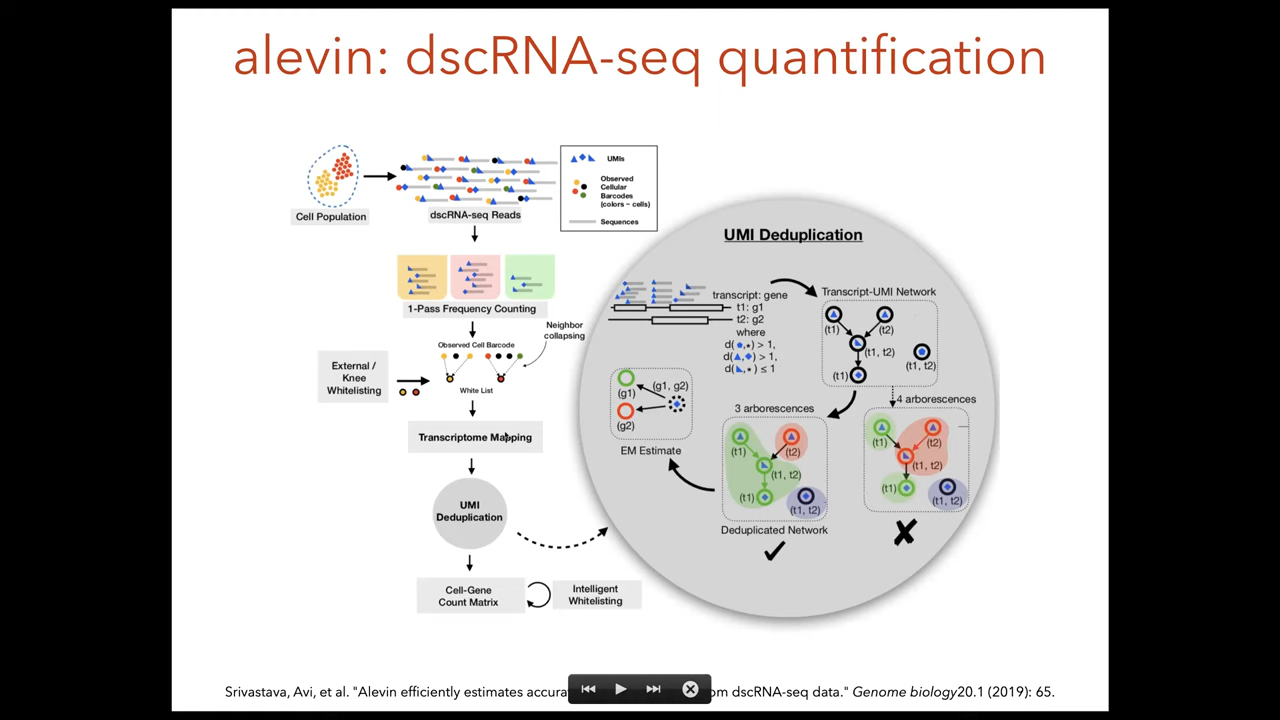 alevin: dscRNA-seq quantification
UMIs
Observed
Cellular
Barcodes
(colors ~ cells)
Sequences
Cell Population
dscRNA-seq Reads
1-Pass Frequency Counting
Neighbor
collapsing
Observed Cell Barcode
External /
Knee
Whitelisting
White List
Transcriptome Mapping
UMI
Deduplication
Cell-Gene
Count Matrix
Intelligent
Whitelisting
UMI Deduplication
transcript: gene
t1: g1
t2: g2
where
> 1,
> 1,
≤ 1
Transcript-UMI Network
(t1)
(t2)
(t1, t2)
(t1, t2)
(t1)
3 arborescences
4 arborescences
(g1)
(g1, g2)
(g2)
EM Estimate
(t1)
(t2)
(t1, t2)
(t1)
(t1, t2)
Deduplicated Network
(t1)
(t2)
(t1, t2)
(t1)
(t1, t2)
Srivastava, Avi, et al. "Alevin efficiently estimates dscRNA-seq data." Genome biology20.1 (2019): 65.